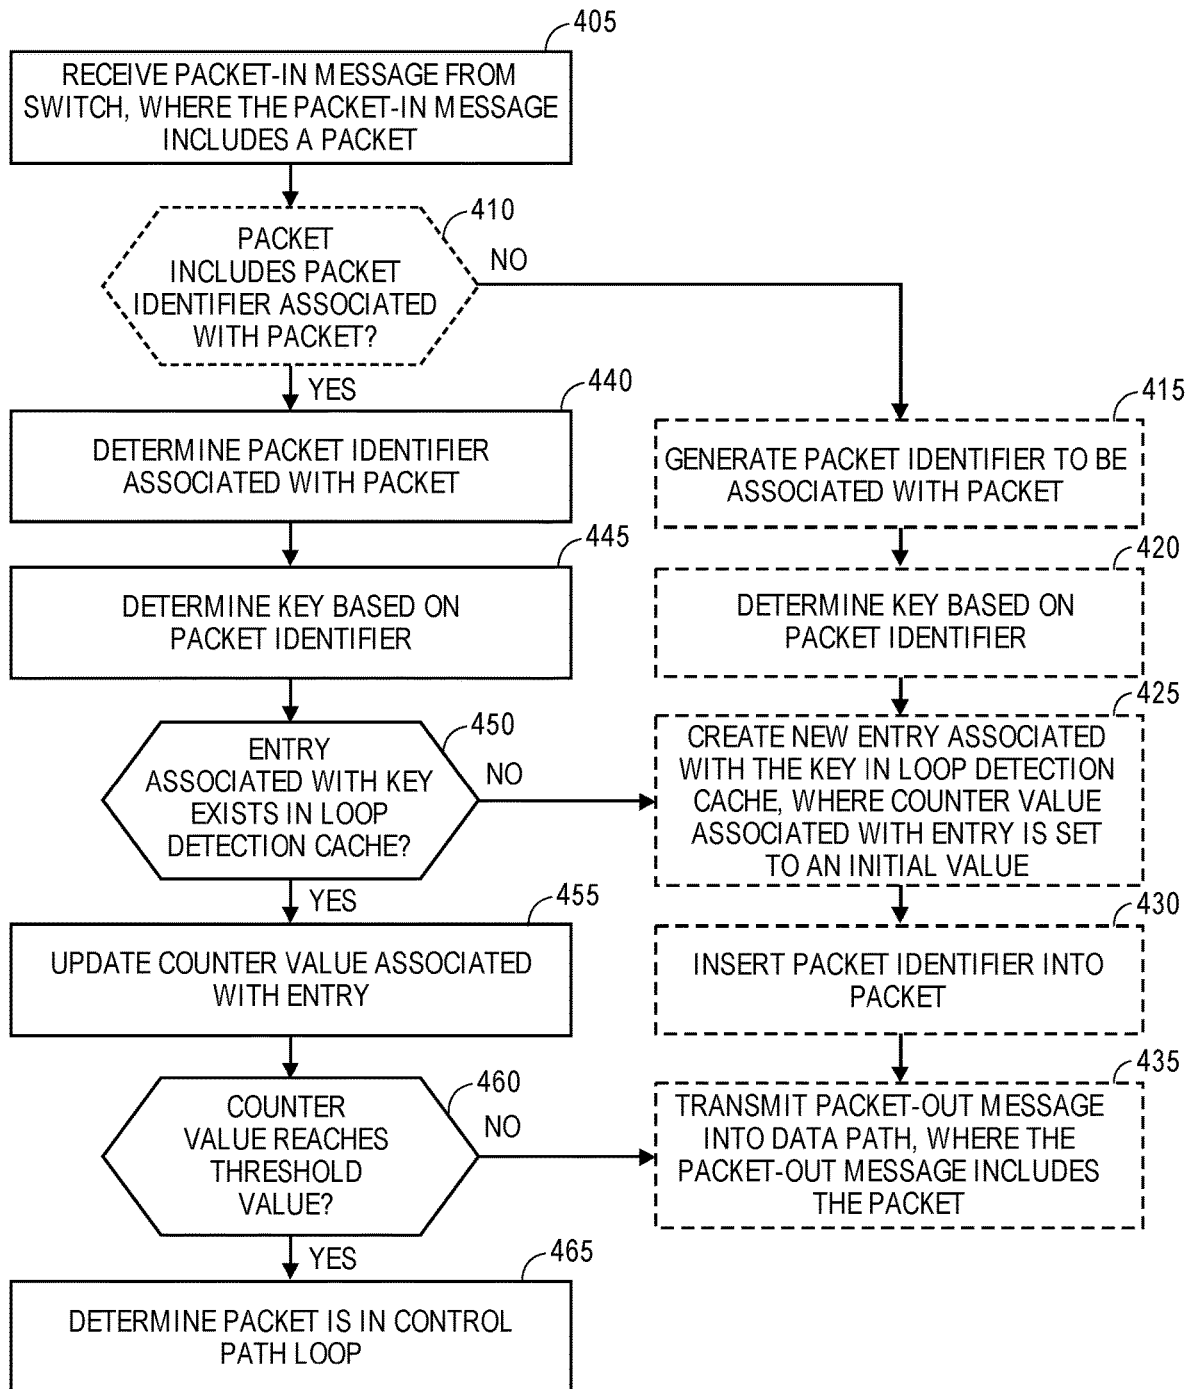 405
RECEIVE PACKET-IN MESSAGE FROM
SWITCH, WHERE THE PACKET-IN MESSAGE
INCLUDES A PACKET
410
PACKET
INCLUDES PACKET
IDENTIFIER ASSOCIATED
WITH PACKET?
NO
YES
440
DETERMINE PACKET IDENTIFIER
ASSOCIATED WITH PACKET
415
GENERATE PACKET IDENTIFIER TO BE
ASSOCIATED WITH PACKET
445
DETERMINE KEY BASED ON
PACKET IDENTIFIER
420
DETERMINE KEY BASED ON
PACKET IDENTIFIER
450
ENTRY
ASSOCIATED WITH KEY
EXISTS IN LOOP
DETECTION CACHE?
NO
YES
425
CREATE NEW ENTRY ASSOCIATED
WITH THE KEY IN LOOP DETECTION
CACHE, WHERE COUNTER VALUE
ASSOCIATED WITH ENTRY IS SET
TO AN INITIAL VALUE
455
UPDATE COUNTER VALUE ASSOCIATED
WITH ENTRY
430
INSERT PACKET IDENTIFIER INTO
PACKET
460
COUNTER
VALUE REACHES
THRESHOLD
VALUE?
NO
YES
435
TRANSMIT PACKET-OUT MESSAGE
INTO DATA PATH, WHERE THE
PACKET-OUT MESSAGE INCLUDES
THE PACKET
465
DETERMINE PACKET IS IN CONTROL
PATH LOOP